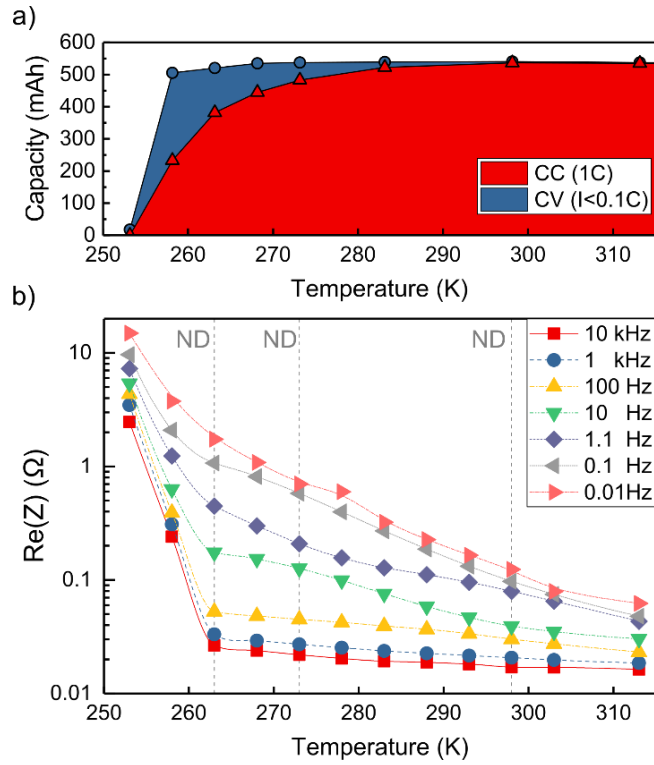 a)
600
500
400
300
200
100
0
Capacity (mAh)
CC (1C)
CV (I<0.1C)
250 260 270 280 290 300 310
Temperature (K)
b)
ND ND ND
10 kHz
1 kHz
100 Hz
10 Hz
1.1 Hz
0.1 Hz
0.01Hz
10
1
0.1
0.01
Re(Z) (Ω)
250 260 270 280 290 300 310
Temperature (K)